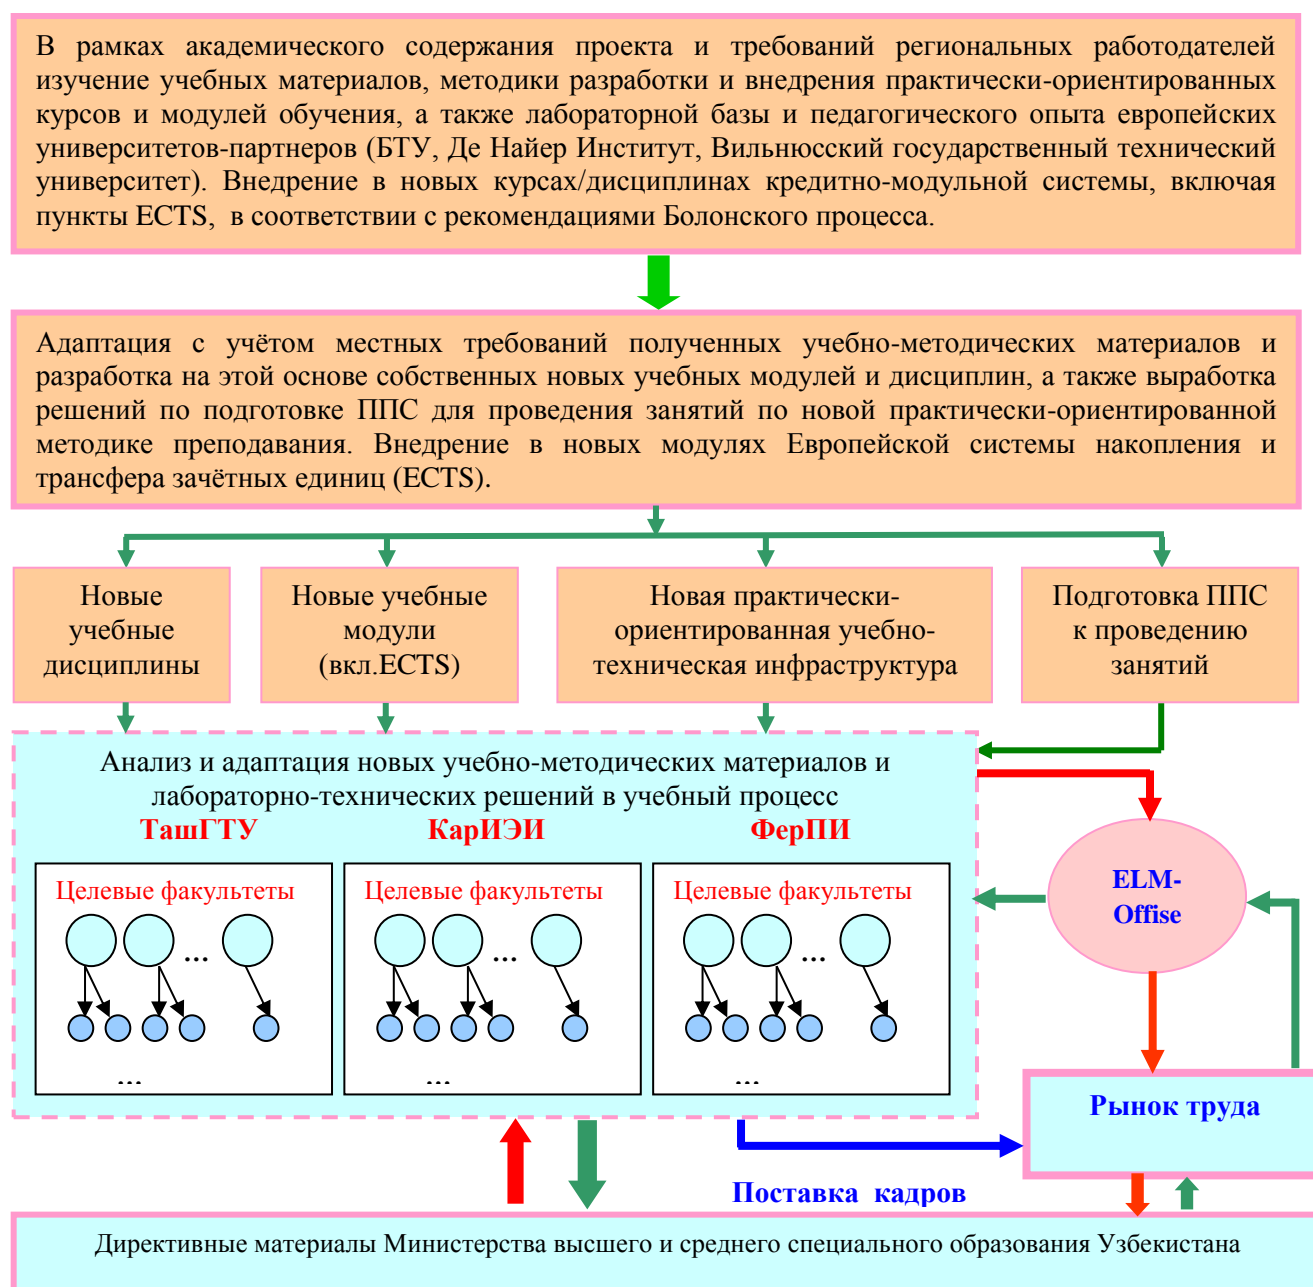 В рамках академического содержания проекта и требований региональных работодателей
изучение учебных материалов, методики разработки и внедрения практически-ориентированных
курсов и модулей обучения, а также лабораторной базы и педагогического опыта европейских
университетов-партнеров (БТУ, Де Найер Институт, Вильнюсский государственный технический
университет). Внедрение в новых курсах/дисциплинах кредитно-модульной системы, включая
пункты ECTS, в соответствии с рекомендациями Болонского процесса.
Адаптация с учётом местных требований полученных учебно-методических материалов и
разработка на этой основе собственных новых учебных модулей и дисциплин, а также выработка
решений по подготовке ППС для проведения занятий по новой практически-ориентированной
методике преподавания. Внедрение в новых модулях Европейской системы накопления и
трансфера зачётных единиц (ECTS).
Новые
учебные
дисциплины
Новые учебные
модули
(вкл.ECTS)
Новая практически-
ориентированная учебно-
техническая инфраструктура
Подготовка ППС
к проведению
занятий
Анализ и адаптация новых учебно-методических материалов и
лабораторно-технических решений в учебный процесс
ТашГТУ КарИЭИ ФерПИ
Целевые факультеты Целевые факультеты Целевые факультеты
... ... ...
... ... ...
ELM-
Offise
Рынок труда
Поставка кадров
Директивные материалы Министерства высшего и среднего специального образования Узбекистана